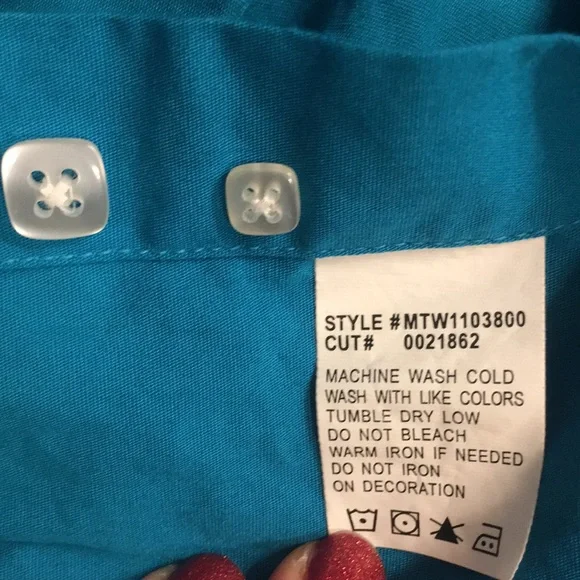 STYLE #MTW1103800
CUT# 0021862
MACHINE WASH COLD
WASH WITH LIKE COLORS
TUMBLE DRY LOW
DO NOT BLEACH
WARM IRON IF NEEDED
DO NOT IRON
ON DECORATION